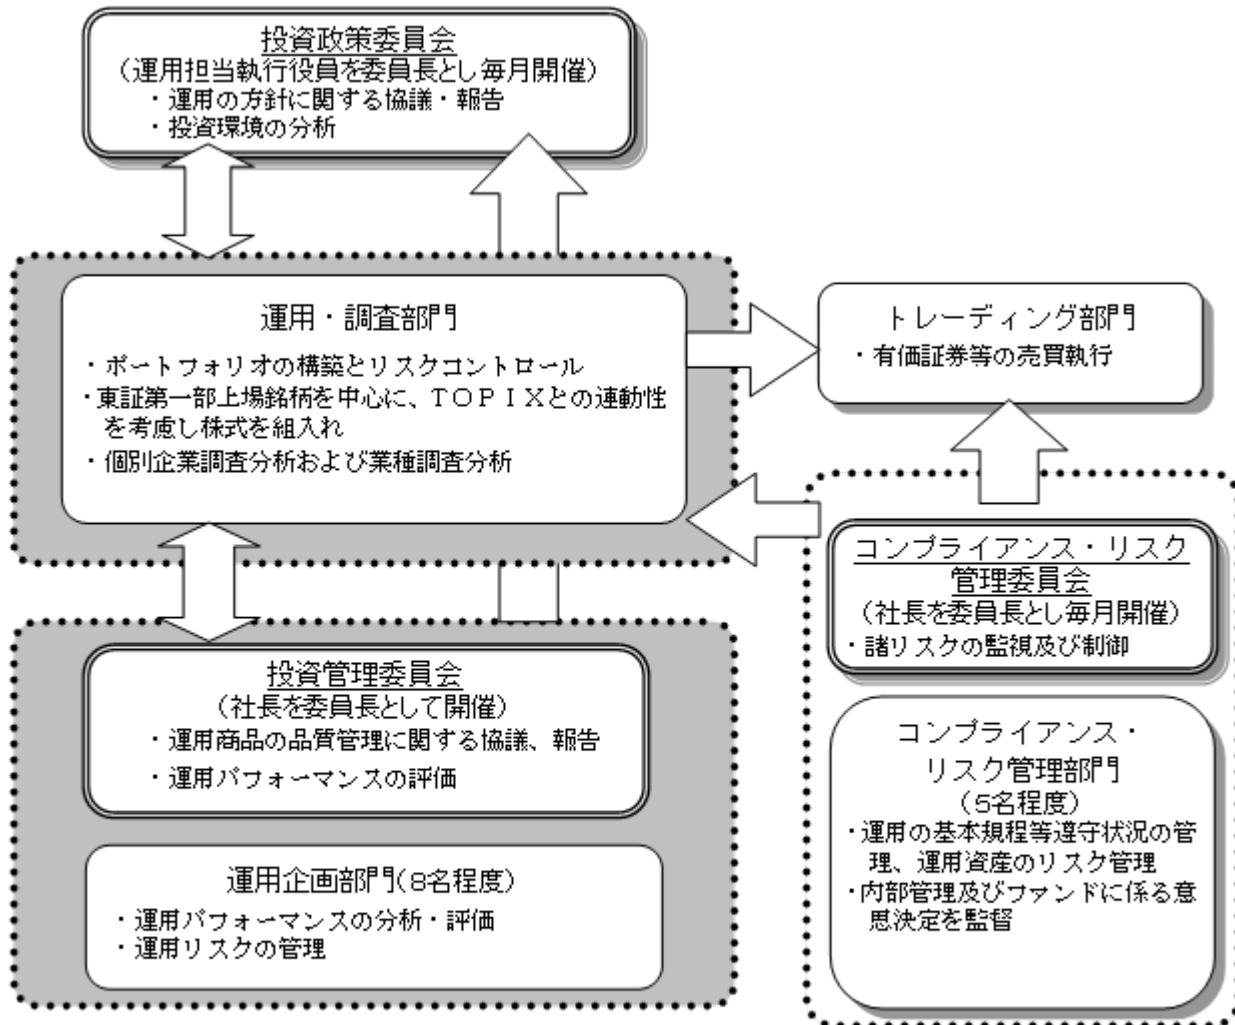 投資政策委員会
(運用担当執行役員を委員長とし毎月開催)
・運用の方針に関する協議・報告
・投資環境の分析
運用・調査部門
・ポートフォリオの構築とリスクコントロール
・東証第一部上場銘柄を中心に、TOPIXとの連動性
を考慮し株式を組入れ
・個別企業調査分析および業種調査分析
トレーディング部門
・有価証券等の売買執行
投資管理委員会
(社長を委員長として開催)
・運用商品の品質管理に関する協議、報告
・運用パフォーマンスの評価
運用企画部門(8名程度)
・運用パフォーマンスの分析・評価
・運用リスクの管理
コンプライアンス・リスク
管理委員会
(社長を委員長とし毎月開催)
・諸リスクの監視及び制御
コンプライアンス・
リスク管理部門
(5名程度)
・運用の基本規程等遵守状況の管
理、運用資産のリスク管理
・内部管理及びファンドに係る意
思決定を監督